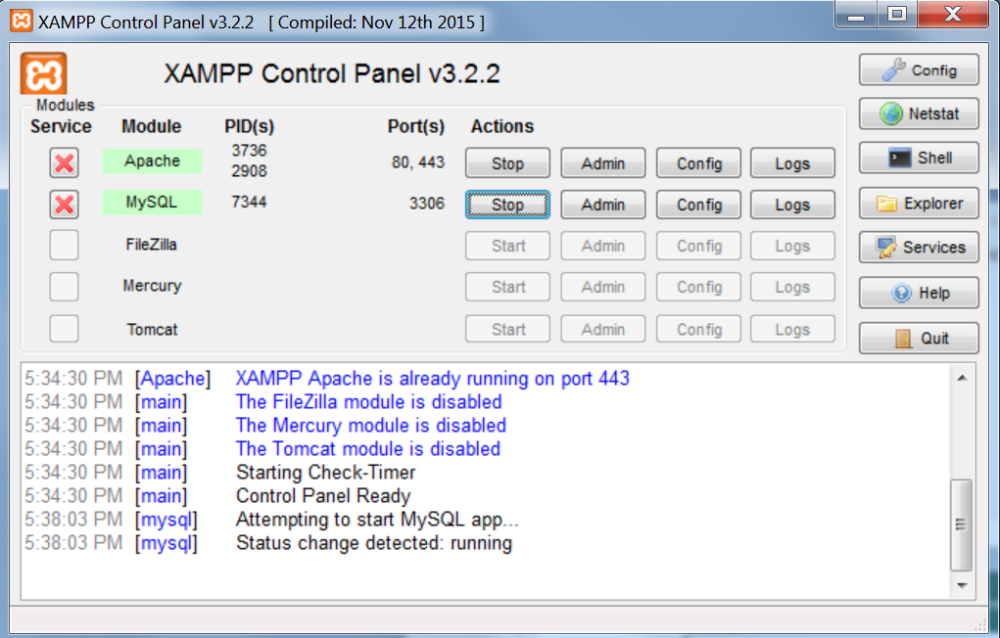 XAMPP Control Panel v3.2.2 [ Compiled: Nov 12th 2015 ]
XAMPP Control Panel v3.2.2
Config
Modules
Service Module PID(s) Port(s) Actions
Netstat
Apache 3736 2908 80, 443 Stop Admin Config Logs
Shell
MySQL 7344 3306 Stop Admin Config Logs
Explorer
FileZilla Start Admin Config Logs
Services
Mercury Start Admin Config Logs
Help
Tomcat Start Admin Config Logs
Quit
5:34:30 PM [Apache] XAMPP Apache is already running on port 443
5:34:30 PM [main] The FileZilla module is disabled
5:34:30 PM [main] The Mercury module is disabled
5:34:30 PM [main] The Tomcat module is disabled
5:34:30 PM [main] Starting Check-Timer
5:34:30 PM [main] Control Panel Ready
5:38:03 PM [mysql] Attempting to start MySQL app...
5:38:03 PM [mysql] Status change detected: running